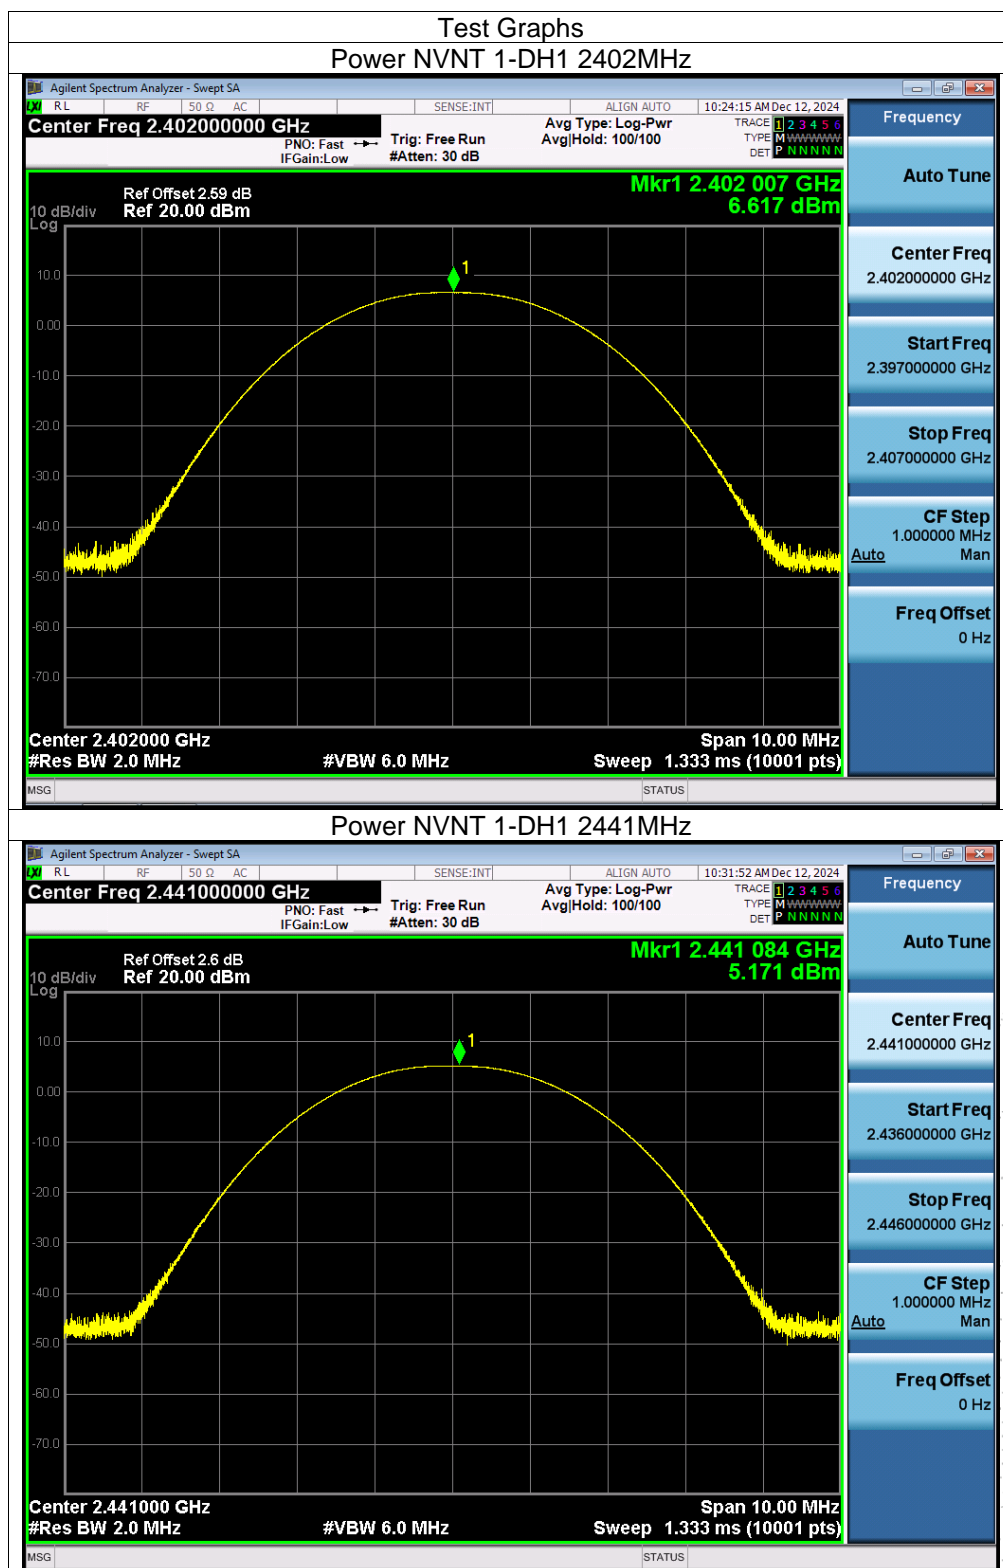 Test Graphs
Power NVNT 1-DH1 2402MHz
Agilent Spectrum Analyzer - Swept SA
LXI RL RF 50 Ω AC SENSE:INT ALIGN AUTO 10:24:15 AM Dec 12, 2024
Center Freq 2.402000000 GHz
PNO: Fast
IFGain:Low
Trig: Free Run
#Atten: 30 dB
Avg Type: Log-Pwr
Avg|Hold: 100/100
TRACE 1 2 3 4 5 6
TYPE M WWWWW
DET P N N N N N
Frequency
Auto Tune
Center Freq
2.402000000 GHz
Start Freq
2.397000000 GHz
Stop Freq
2.407000000 GHz
CF Step
1.000000 MHz
Auto Man
Freq Offset
0 Hz
Mkr1 2.402 007 GHz
6.617 dBm
Ref Offset 2.59 dB
10 dB/div Ref 20.00 dBm
Log
1
10.0
0.00
-10.0
-20.0
-30.0
-40.0
-50.0
-60.0
-70.0
Center 2.402000 GHz Span 10.00 MHz
#Res BW 2.0 MHz #VBW 6.0 MHz Sweep 1.333 ms (10001 pts)
MSG STATUS
Power NVNT 1-DH1 2441MHz
Agilent Spectrum Analyzer - Swept SA
LXI RL RF 50 Ω AC SENSE:INT ALIGN AUTO 10:31:52 AM Dec 12, 2024
Center Freq 2.441000000 GHz
PNO: Fast
IFGain:Low
Trig: Free Run
#Atten: 30 dB
Avg Type: Log-Pwr
Avg|Hold: 100/100
TRACE 1 2 3 4 5 6
TYPE M WWWWW
DET P N N N N N
Frequency
Auto Tune
Center Freq
2.441000000 GHz
Start Freq
2.436000000 GHz
Stop Freq
2.446000000 GHz
CF Step
1.000000 MHz
Auto Man
Freq Offset
0 Hz
Mkr1 2.441 084 GHz
5.171 dBm
Ref Offset 2.6 dB
10 dB/div Ref 20.00 dBm
Log
1
10.0
0.00
-10.0
-20.0
-30.0
-40.0
-50.0
-60.0
-70.0
Center 2.441000 GHz Span 10.00 MHz
#Res BW 2.0 MHz #VBW 6.0 MHz Sweep 1.333 ms (10001 pts)
MSG STATUS